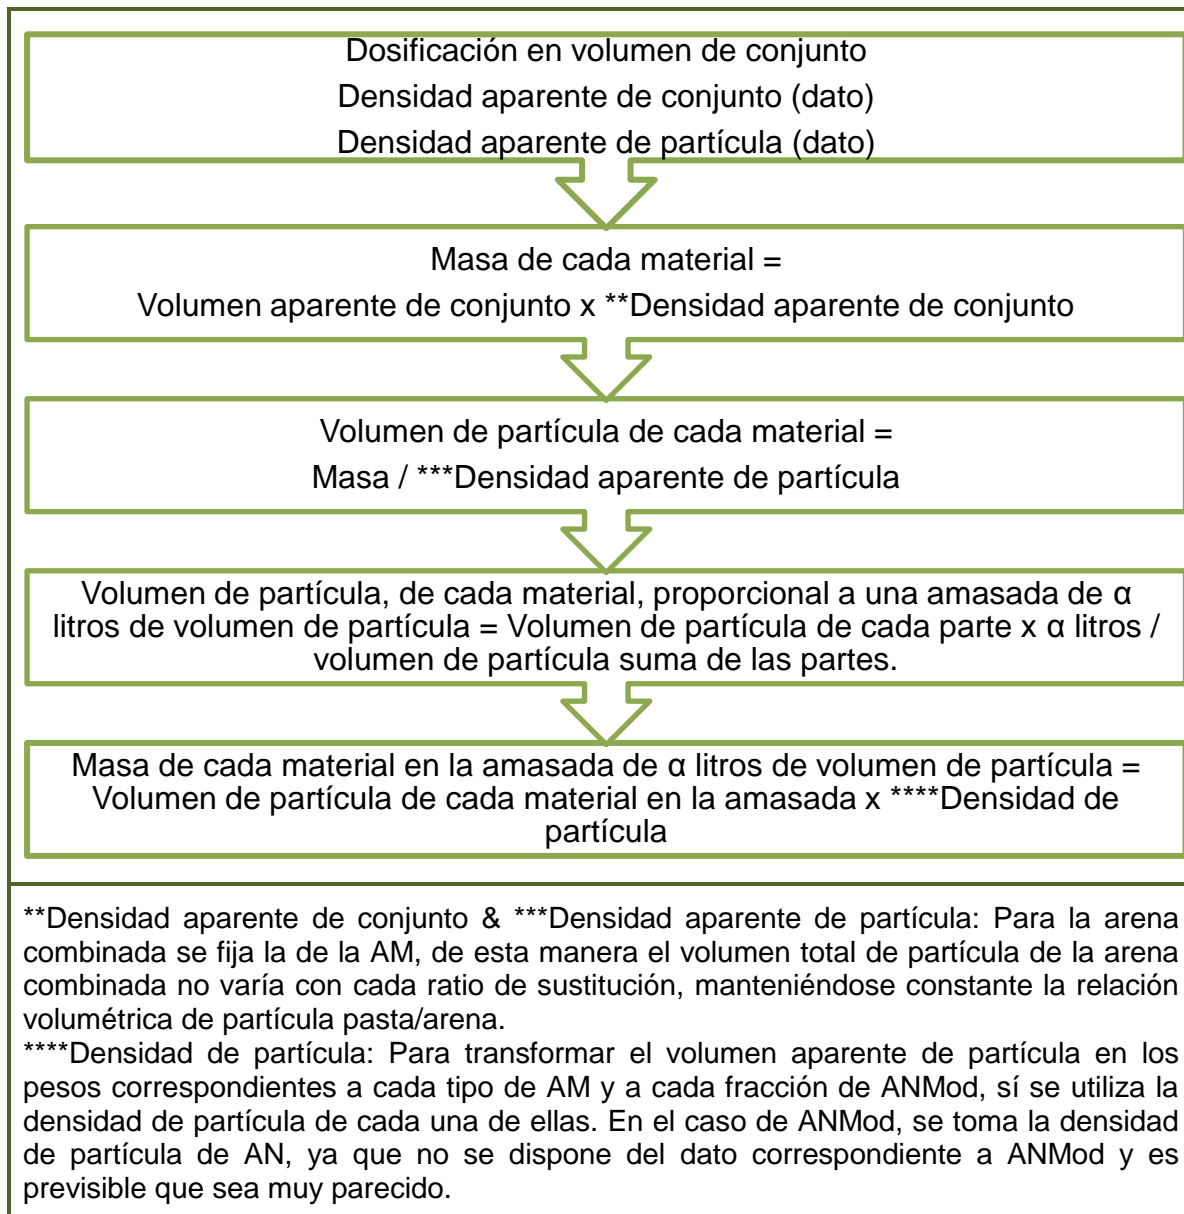 Dosificación en volumen de conjunto
Densidad aparente de conjunto (dato)
Densidad aparente de partícula (dato)
Masa de cada material =
Volumen aparente de conjunto x **Densidad aparente de conjunto
Volumen de partícula de cada material =
Masa / ***Densidad aparente de partícula
Volumen de partícula, de cada material, proporcional a una amasada de α
litros de volumen de partícula = Volumen de partícula de cada parte x α litros /
volumen de partícula suma de las partes.
Masa de cada material en la amasada de α litros de volumen de partícula =
Volumen de partícula de cada material en la amasada x ****Densidad de
partícula
**Densidad aparente de conjunto & ***Densidad aparente de partícula: Para la arena
combinada se fija la de la AM, de esta manera el volumen total de partícula de la arena
combinada no varía con cada ratio de sustitución, manteniéndose constante la relación
volumétrica de partícula pasta/arena.
****Densidad de partícula: Para transformar el volumen aparente de partícula en los
pesos correspondientes a cada tipo de AM y a cada fracción de ANMod, sí se utiliza la
densidad de partícula de cada una de ellas. En el caso de ANMod, se toma la densidad
de partícula de AN, ya que no se dispone del dato correspondiente a ANMod y es
previsible que sea muy parecido.